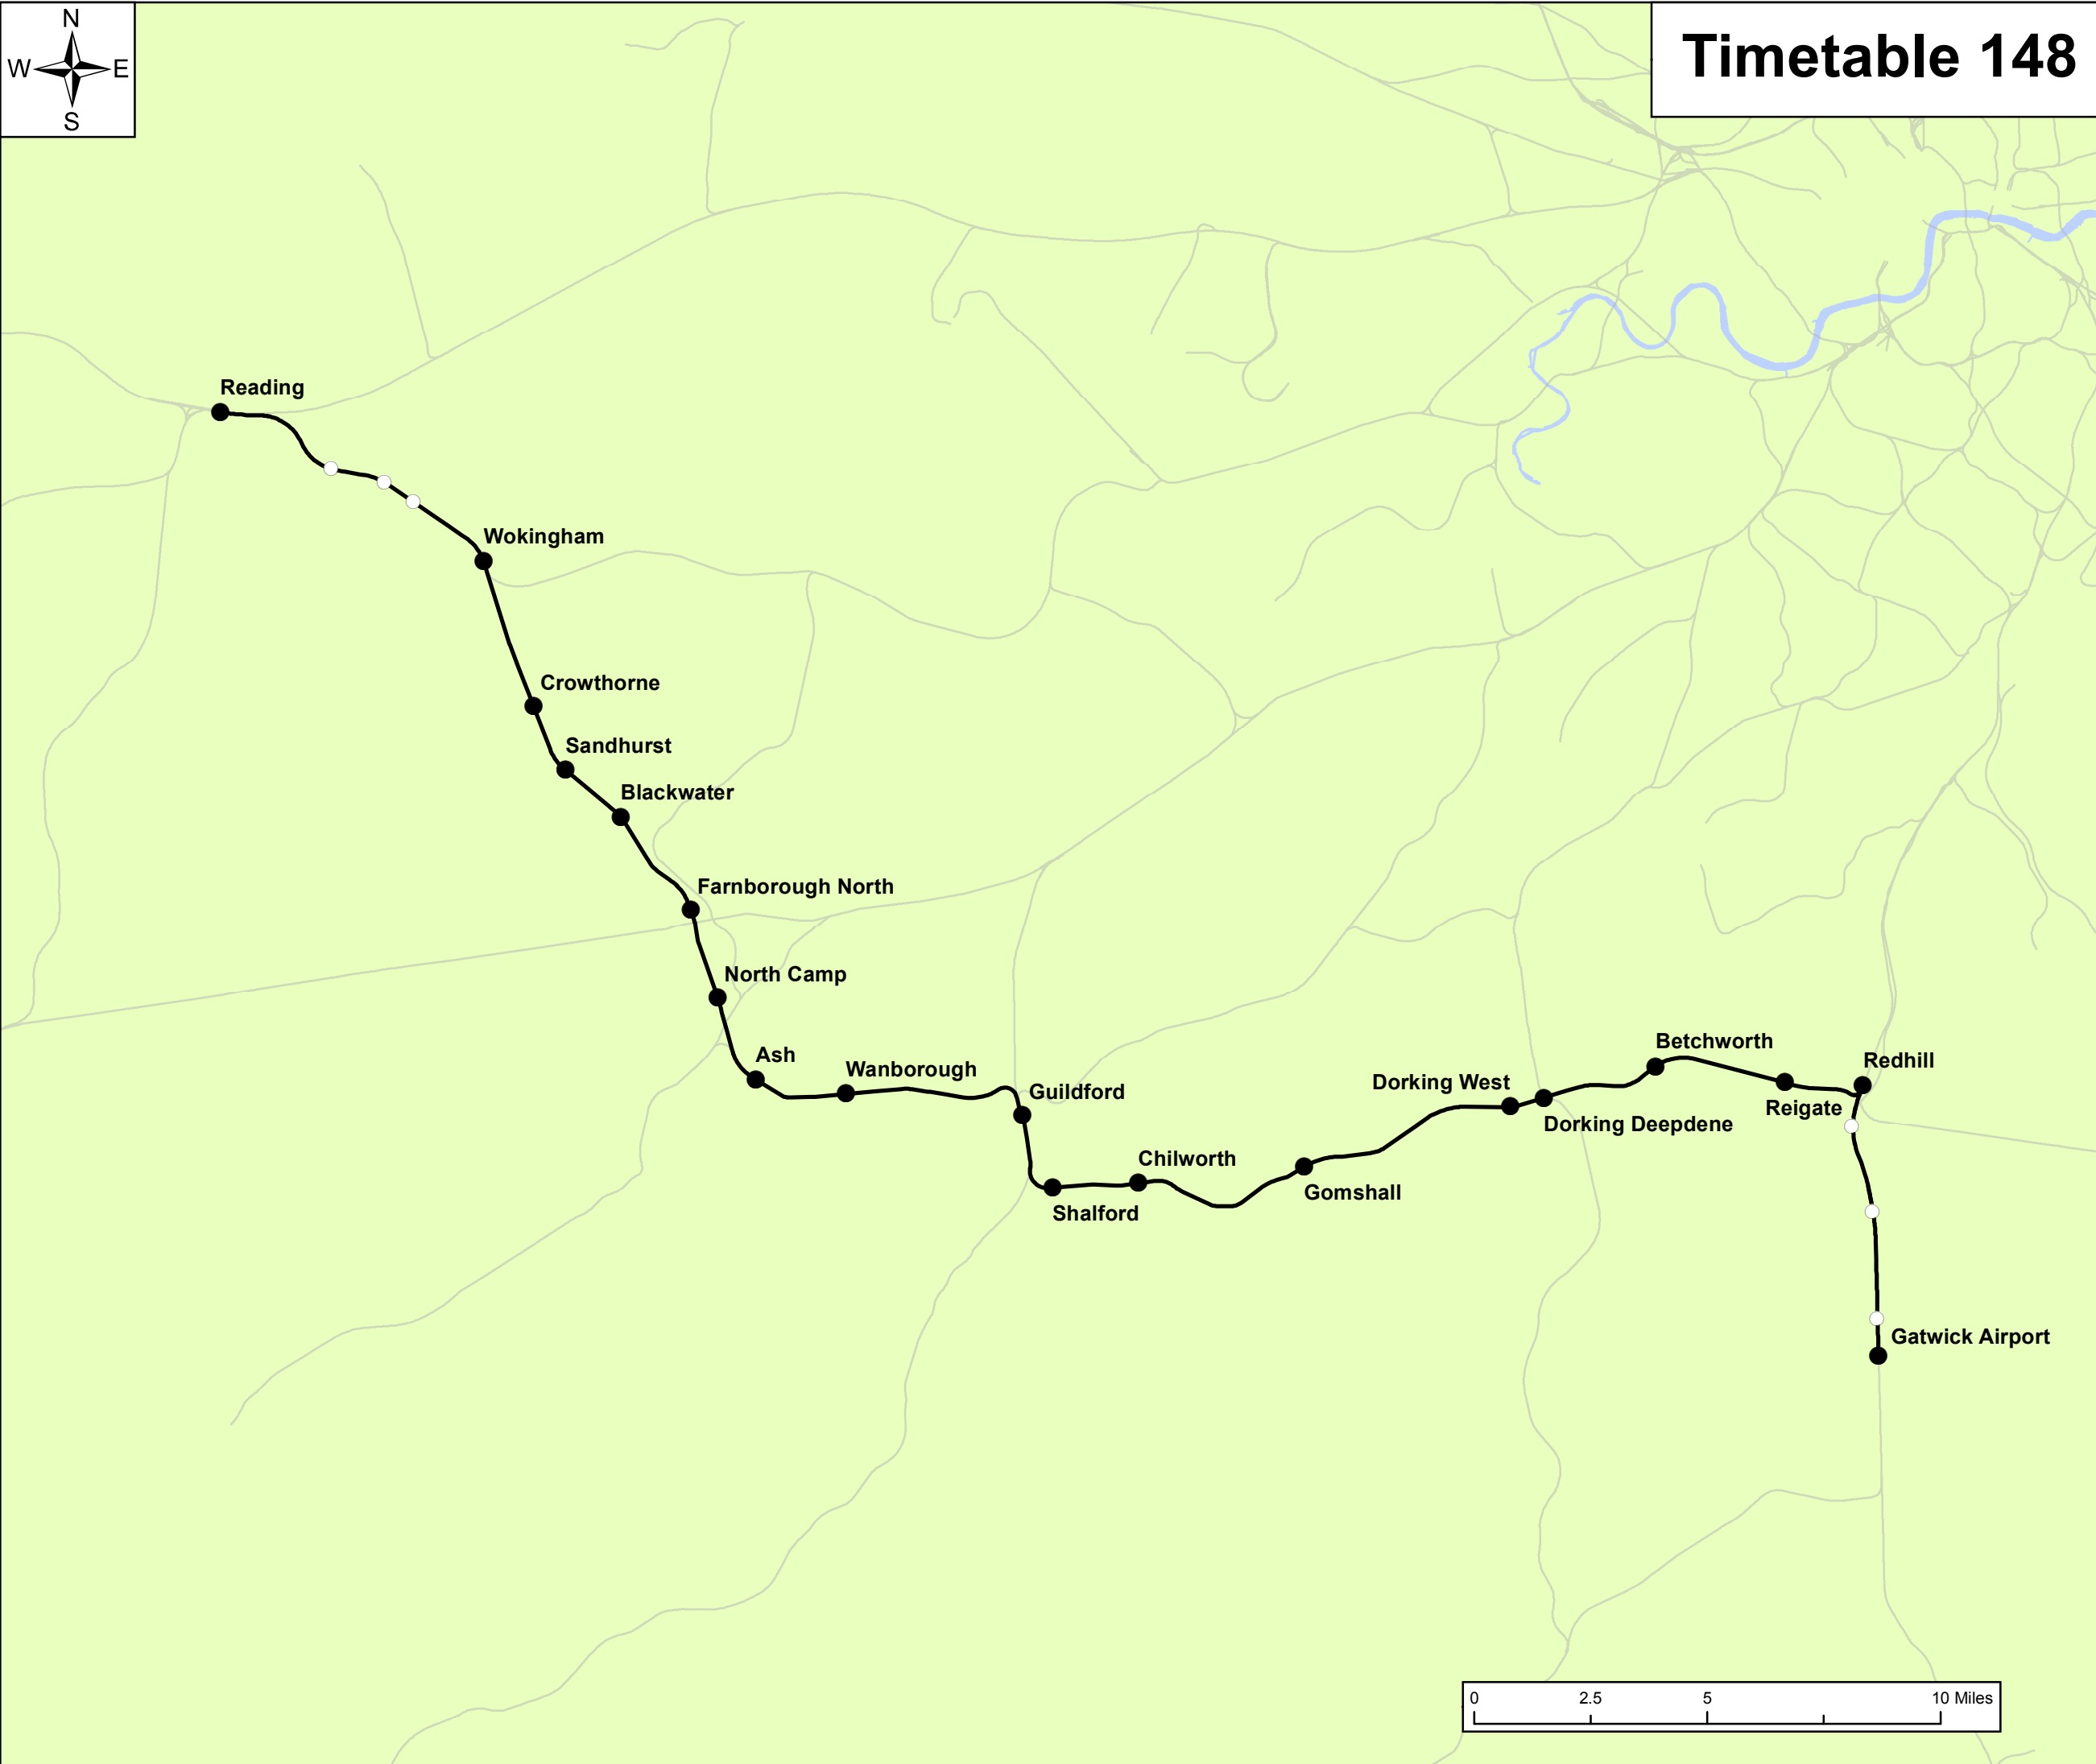 N
W E
S
Timetable 148
Reading
Wokingham
Crowthorne
Sandhurst
Blackwater
Farnborough North
North Camp
Ash
Wanborough
Guildford
Shalford
Chilworth
Gomshall
Dorking West
Dorking Deepdene
Betchworth
Reigate
Redhill
Gatwick Airport
0 2.5 5 10 Miles